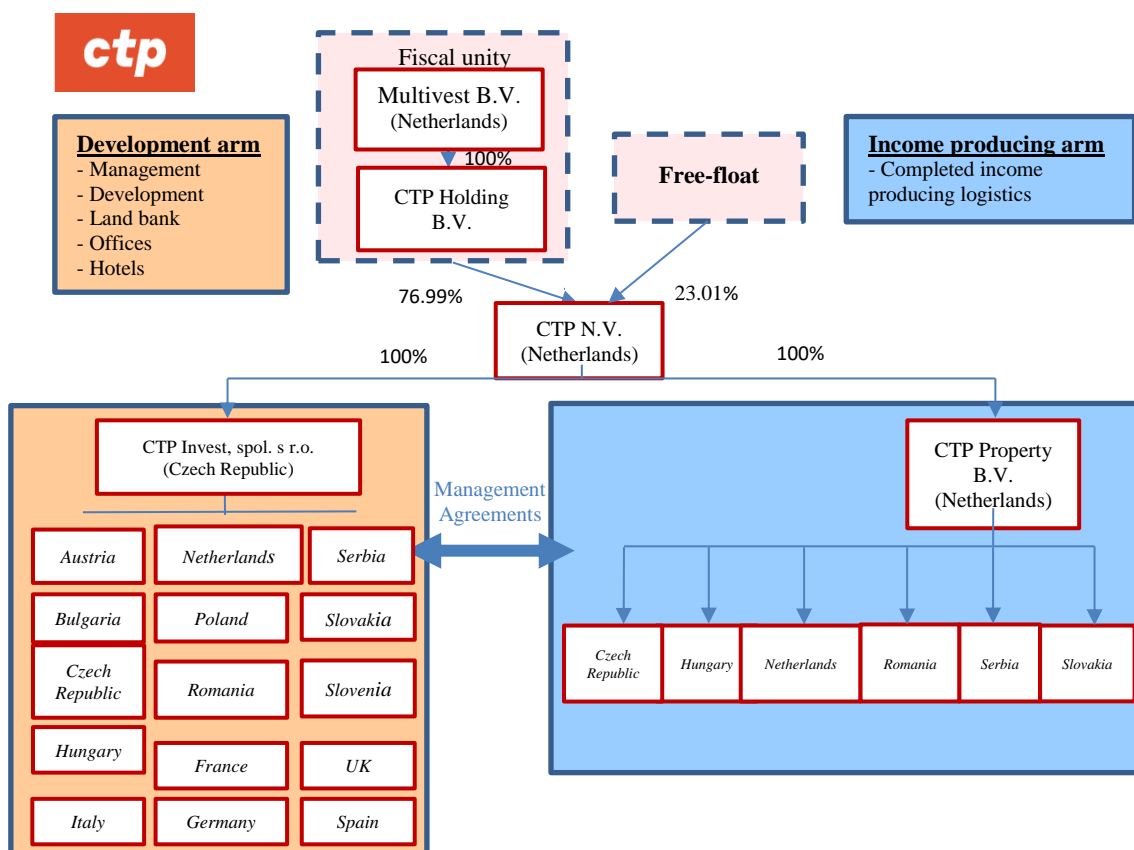 ctp
Fiscal unity
Multivest B.V.
(Netherlands)
100%
CTP Holding
B.V.
Development arm
- Management
- Development
- Land bank
- Offices
- Hotels
Free-float
Income producing arm
- Completed income
producing logistics
76.99%
23.01%
CTP N.V.
(Netherlands)
100%
100%
CTP Invest, spol. s r.o.
(Czech Republic)
Management
Agreements
CTP Property
B.V.
(Netherlands)
Austria
Netherlands
Serbia
Bulgaria
Poland
Slovakia
Czech
Republic
Romania
Slovenia
Hungary
France
UK
Italy
Germany
Spain
Czech
Republic
Hungary
Netherlands
Romania
Serbia
Slovakia